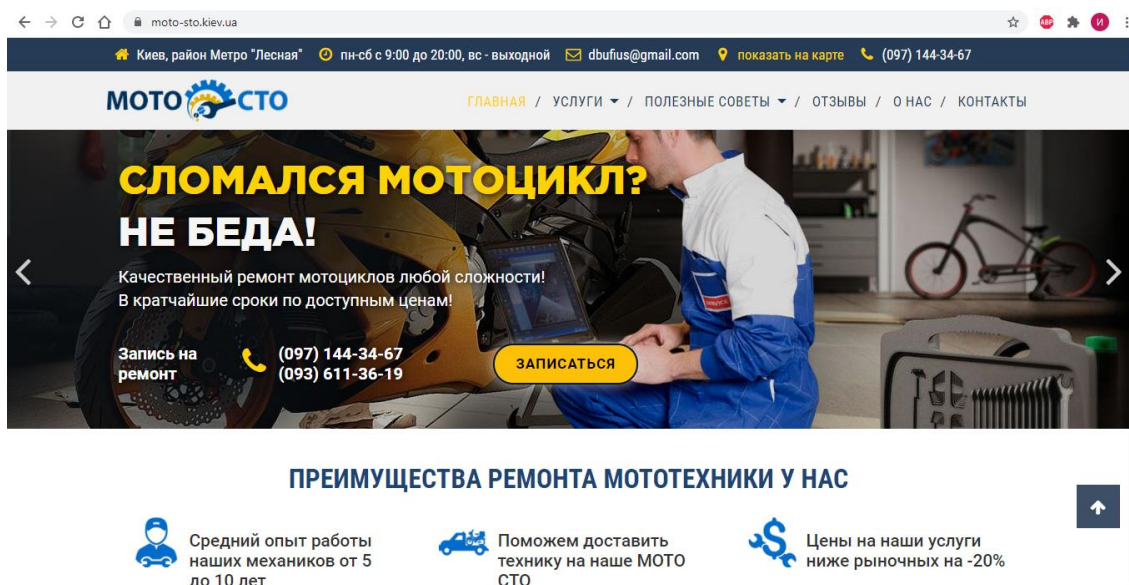 moto-sto.kiev.ua
ABP
И
Киев, район Метро "Лесная" пн-сб с 9:00 до 20:00, вс - выходной dbufius@gmail.com показать на карте (097) 144-34-67
МОТО СТО
ГЛАВНАЯ / УСЛУГИ / ПОЛЕЗНЫЕ СОВЕТЫ / ОТЗЫВЫ / О НАС / КОНТАКТЫ
СЛОМАЛСЯ МОТОЦИКЛ?
НЕ БЕДА!
Качественный ремонт мотоциклов любой сложности!
В кратчайшие сроки по доступным ценам!
Запись на
ремонт
(097) 144-34-67
(093) 611-36-19
ЗАПИСАТЬСЯ
ПРЕИМУЩЕСТВА РЕМОНТА МОТОТЕХНИКИ У НАС
Средний опыт работы
наших механиков от 5
до 10 лет
Поможем доставить
технику на наше МОТО
СТО
Цены на наши услуги
ниже рыночных на -20%